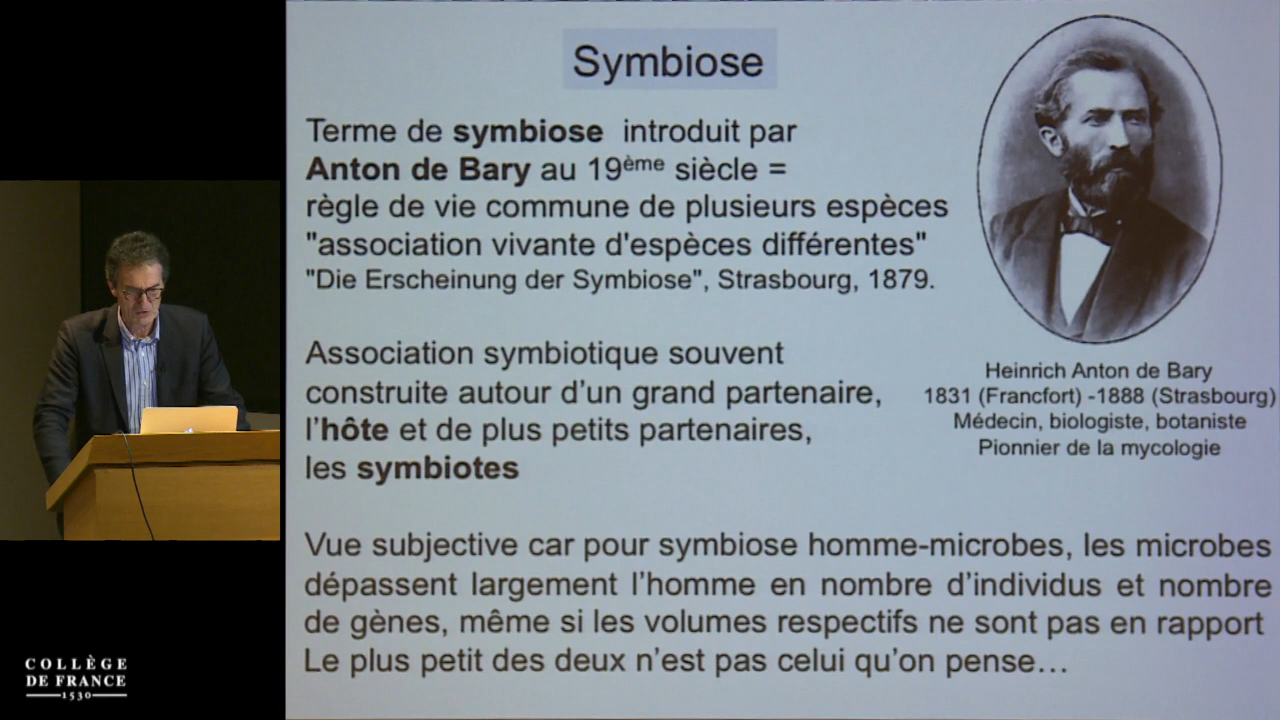 Symbiose
Terme de symbiose introduit par
Anton de Bary au 19ème siècle =
règle de vie commune de plusieurs espèces
"association vivante d'espèces différentes"
"Die Erscheinung der Symbiose", Strasbourg, 1879.
Association symbiotique souvent
construite autour d'un grand partenaire,
l'hôte et de plus petits partenaires,
les symbiotes
Heinrich Anton de Bary
1831 (Francfort) -1888 (Strasbourg)
Médecin, biologiste, botaniste
Pionnier de la mycologie
Vue subjective car pour symbiose homme-microbes, les microbes
dépassent largement l'homme en nombre d'individus et nombre
de gènes, même si les volumes respectifs ne sont pas en rapport
Le plus petit des deux n'est pas celui qu'on pense…
COLLÈGE
DE FRANCE
1530